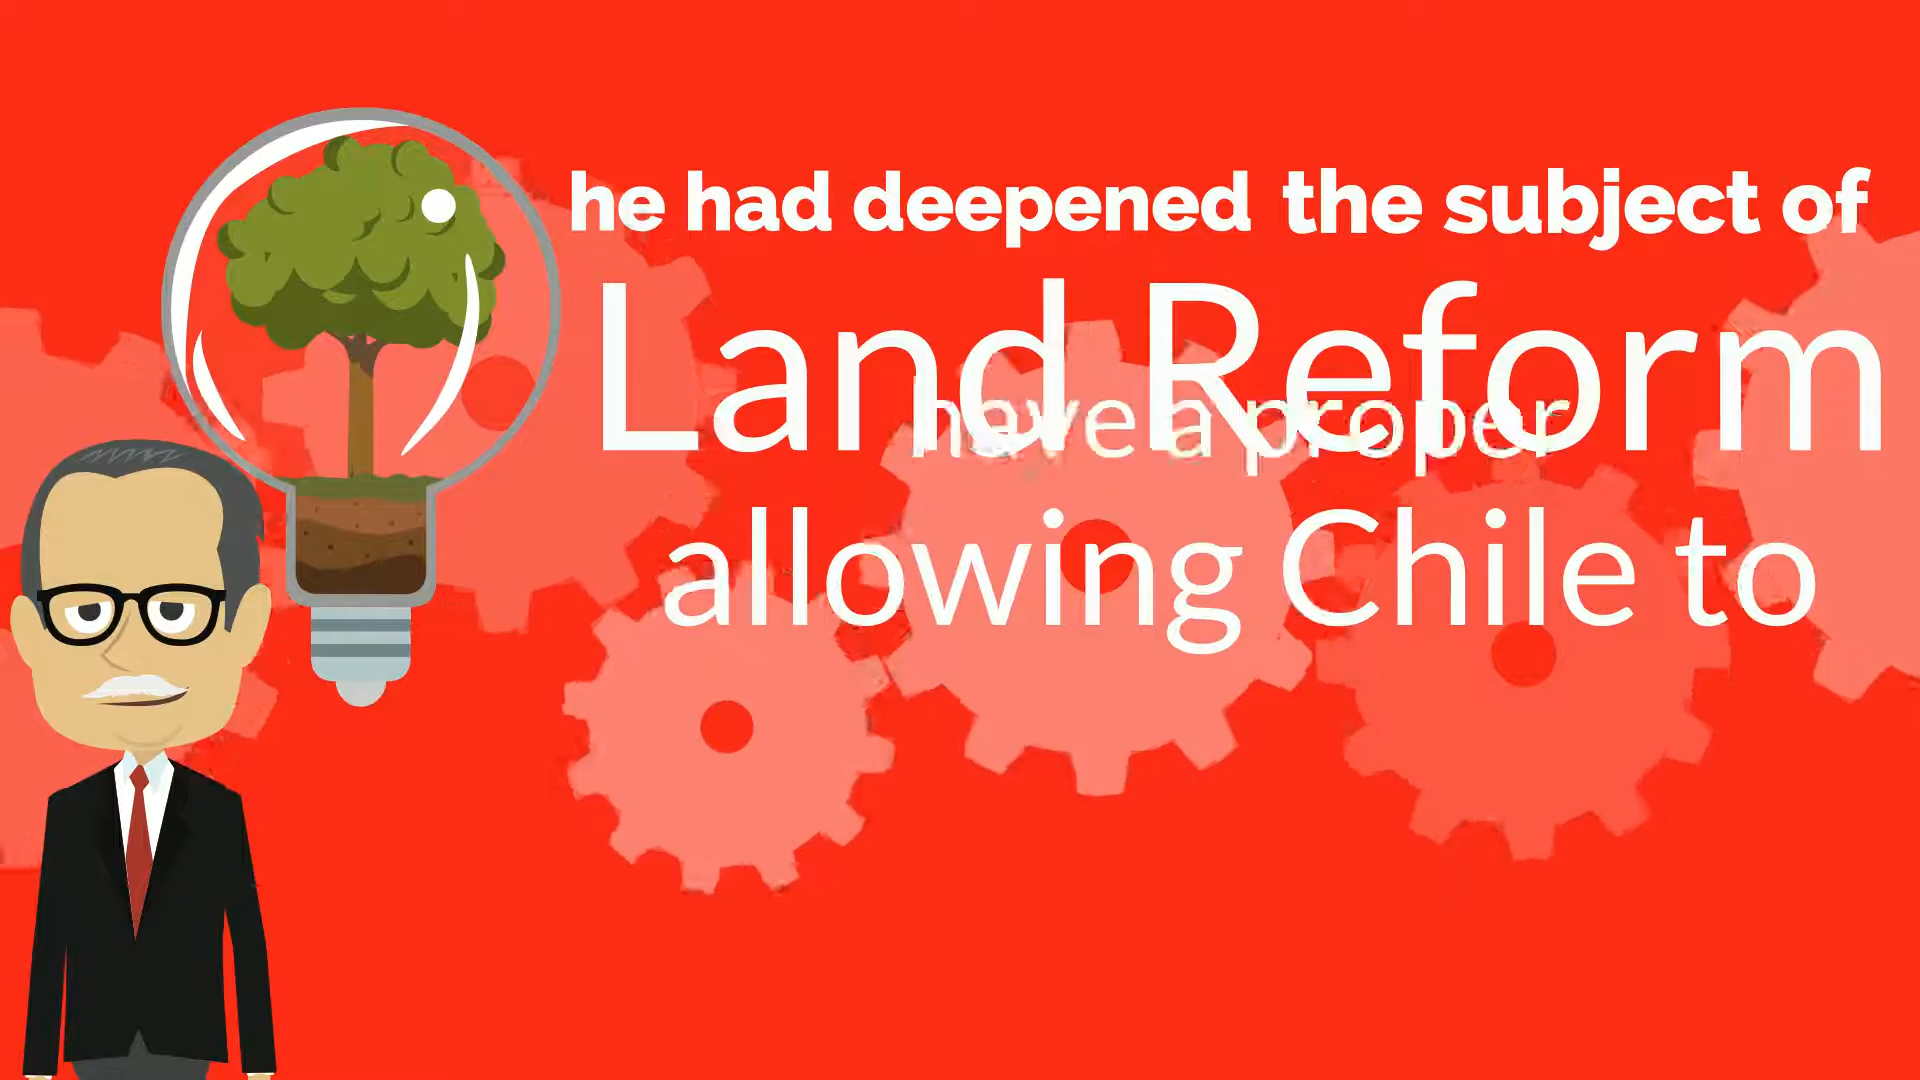 he had deepened the subject of
Land Reform
have a proper
allowing Chile to